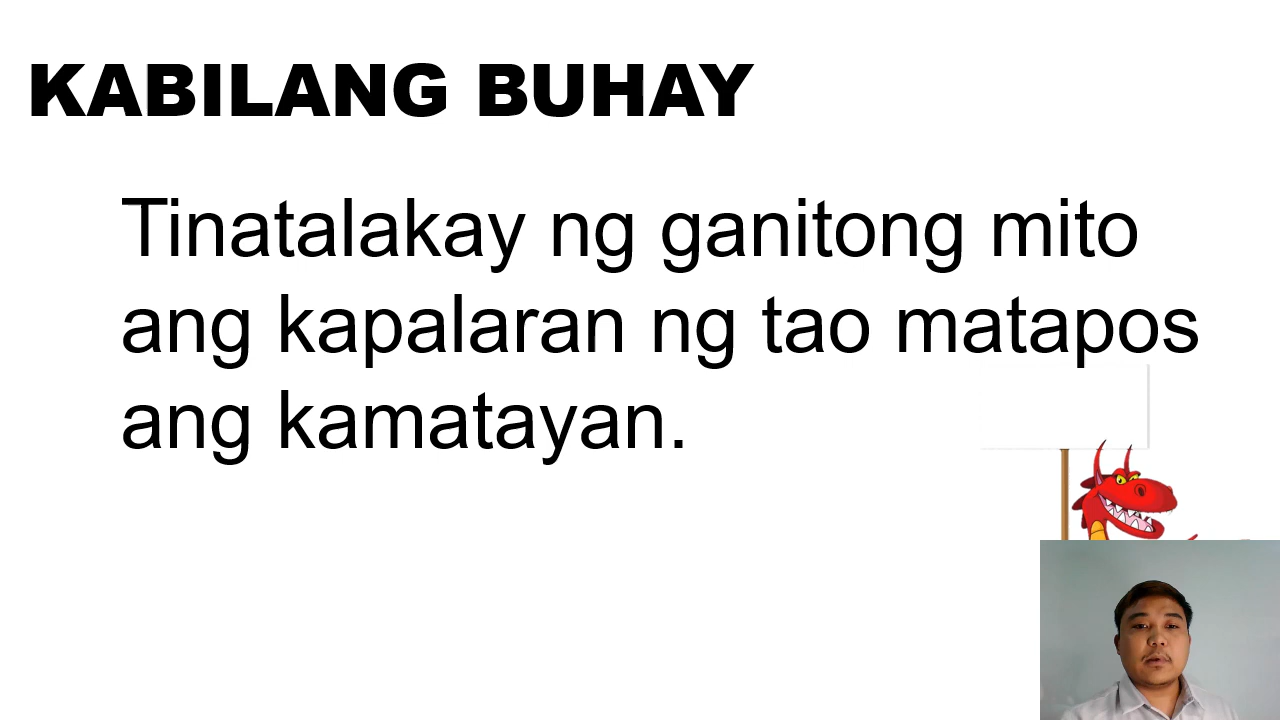 KABILANG BUHAY
Tinatalakay ng ganitong mito
ang kapalaran ng tao matapos
ang kamatayan.